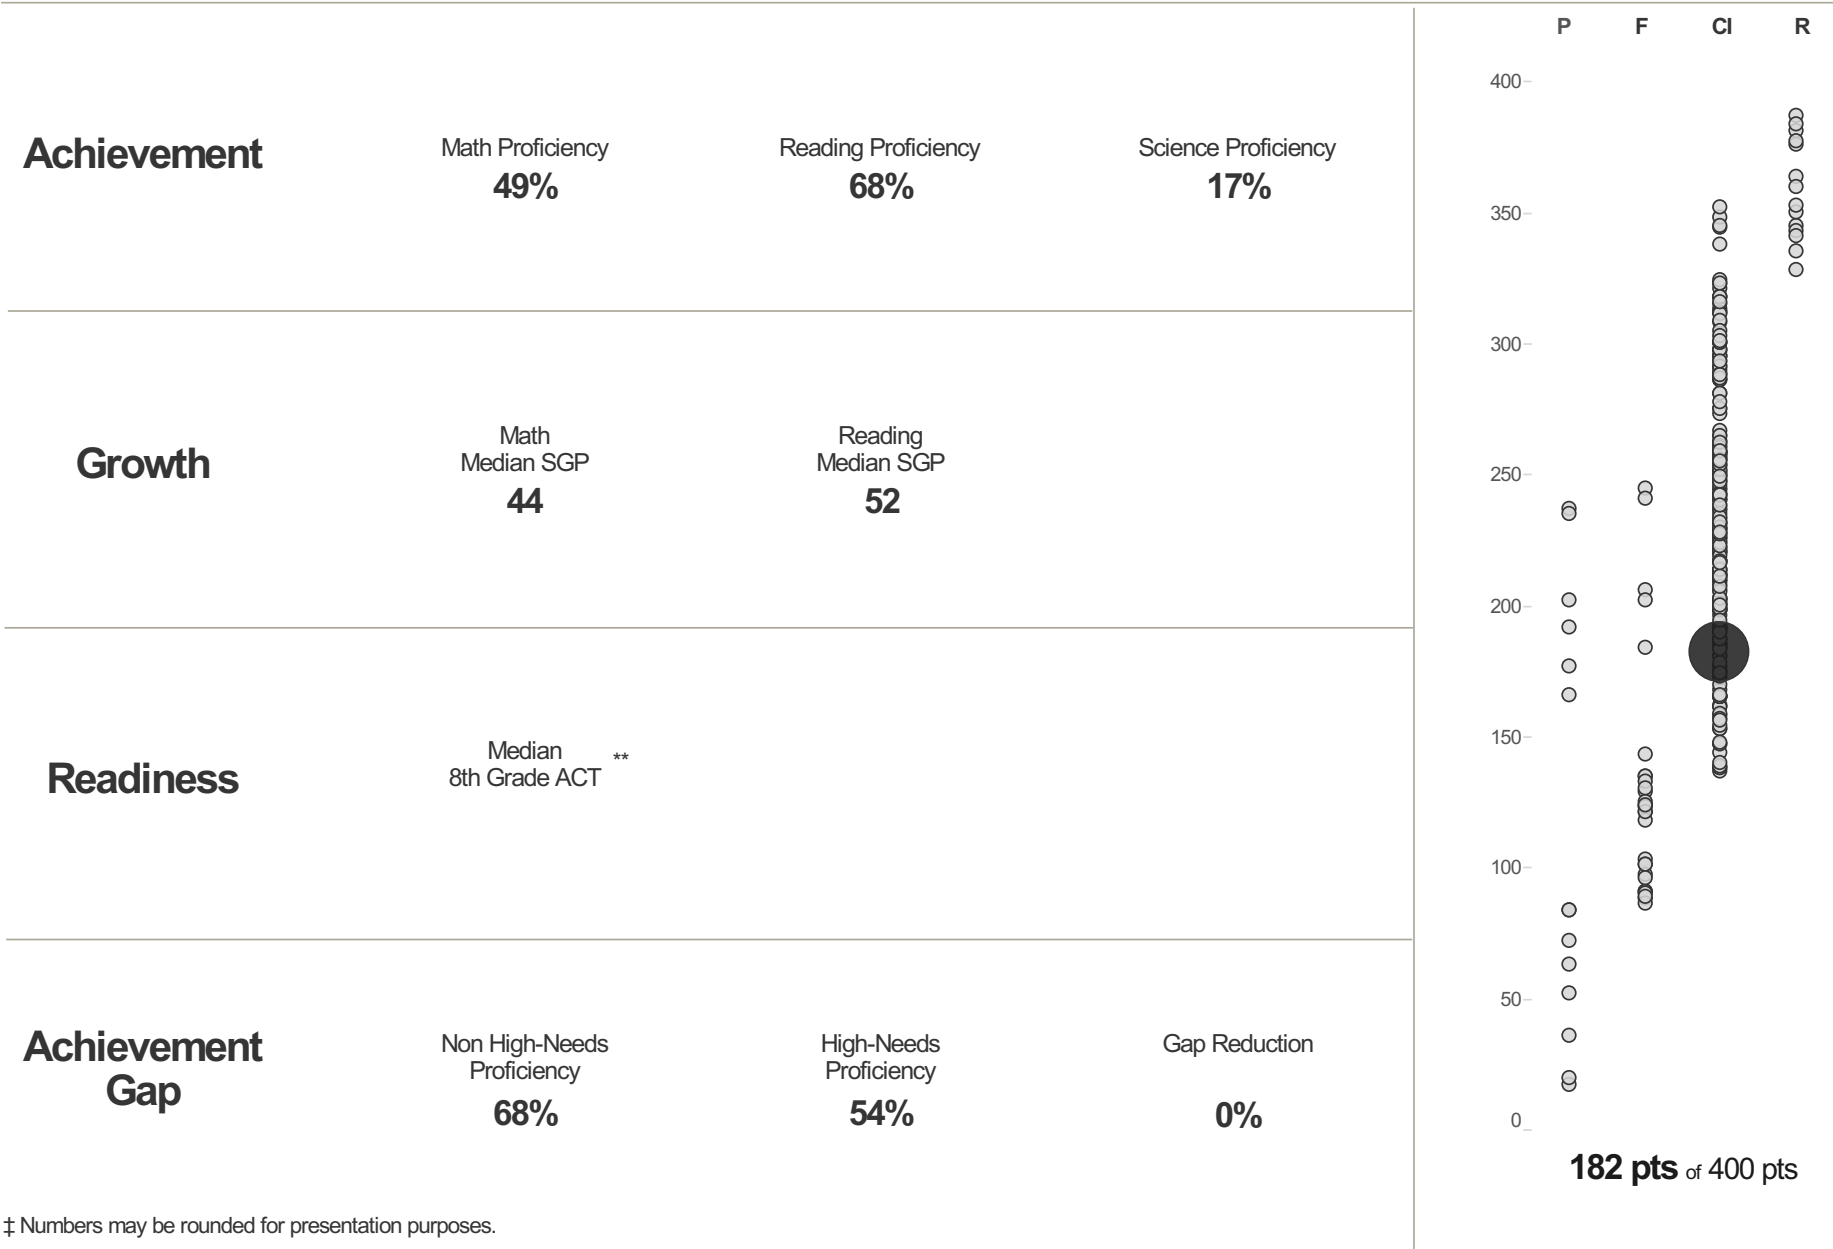 Achievement
Math Proficiency
49%
Reading Proficiency
68%
Science Proficiency
17%
Growth
Math
Median SGP
44
Reading
Median SGP
52
Readiness
Median
8th Grade ACT **
Achievement
Gap
Non High-Needs
Proficiency
68%
High-Needs
Proficiency
54%
Gap Reduction
0%
‡ Numbers may be rounded for presentation purposes.
P F CI R
400
350
300
250
200
150
100
50
0
182 pts of 400 pts